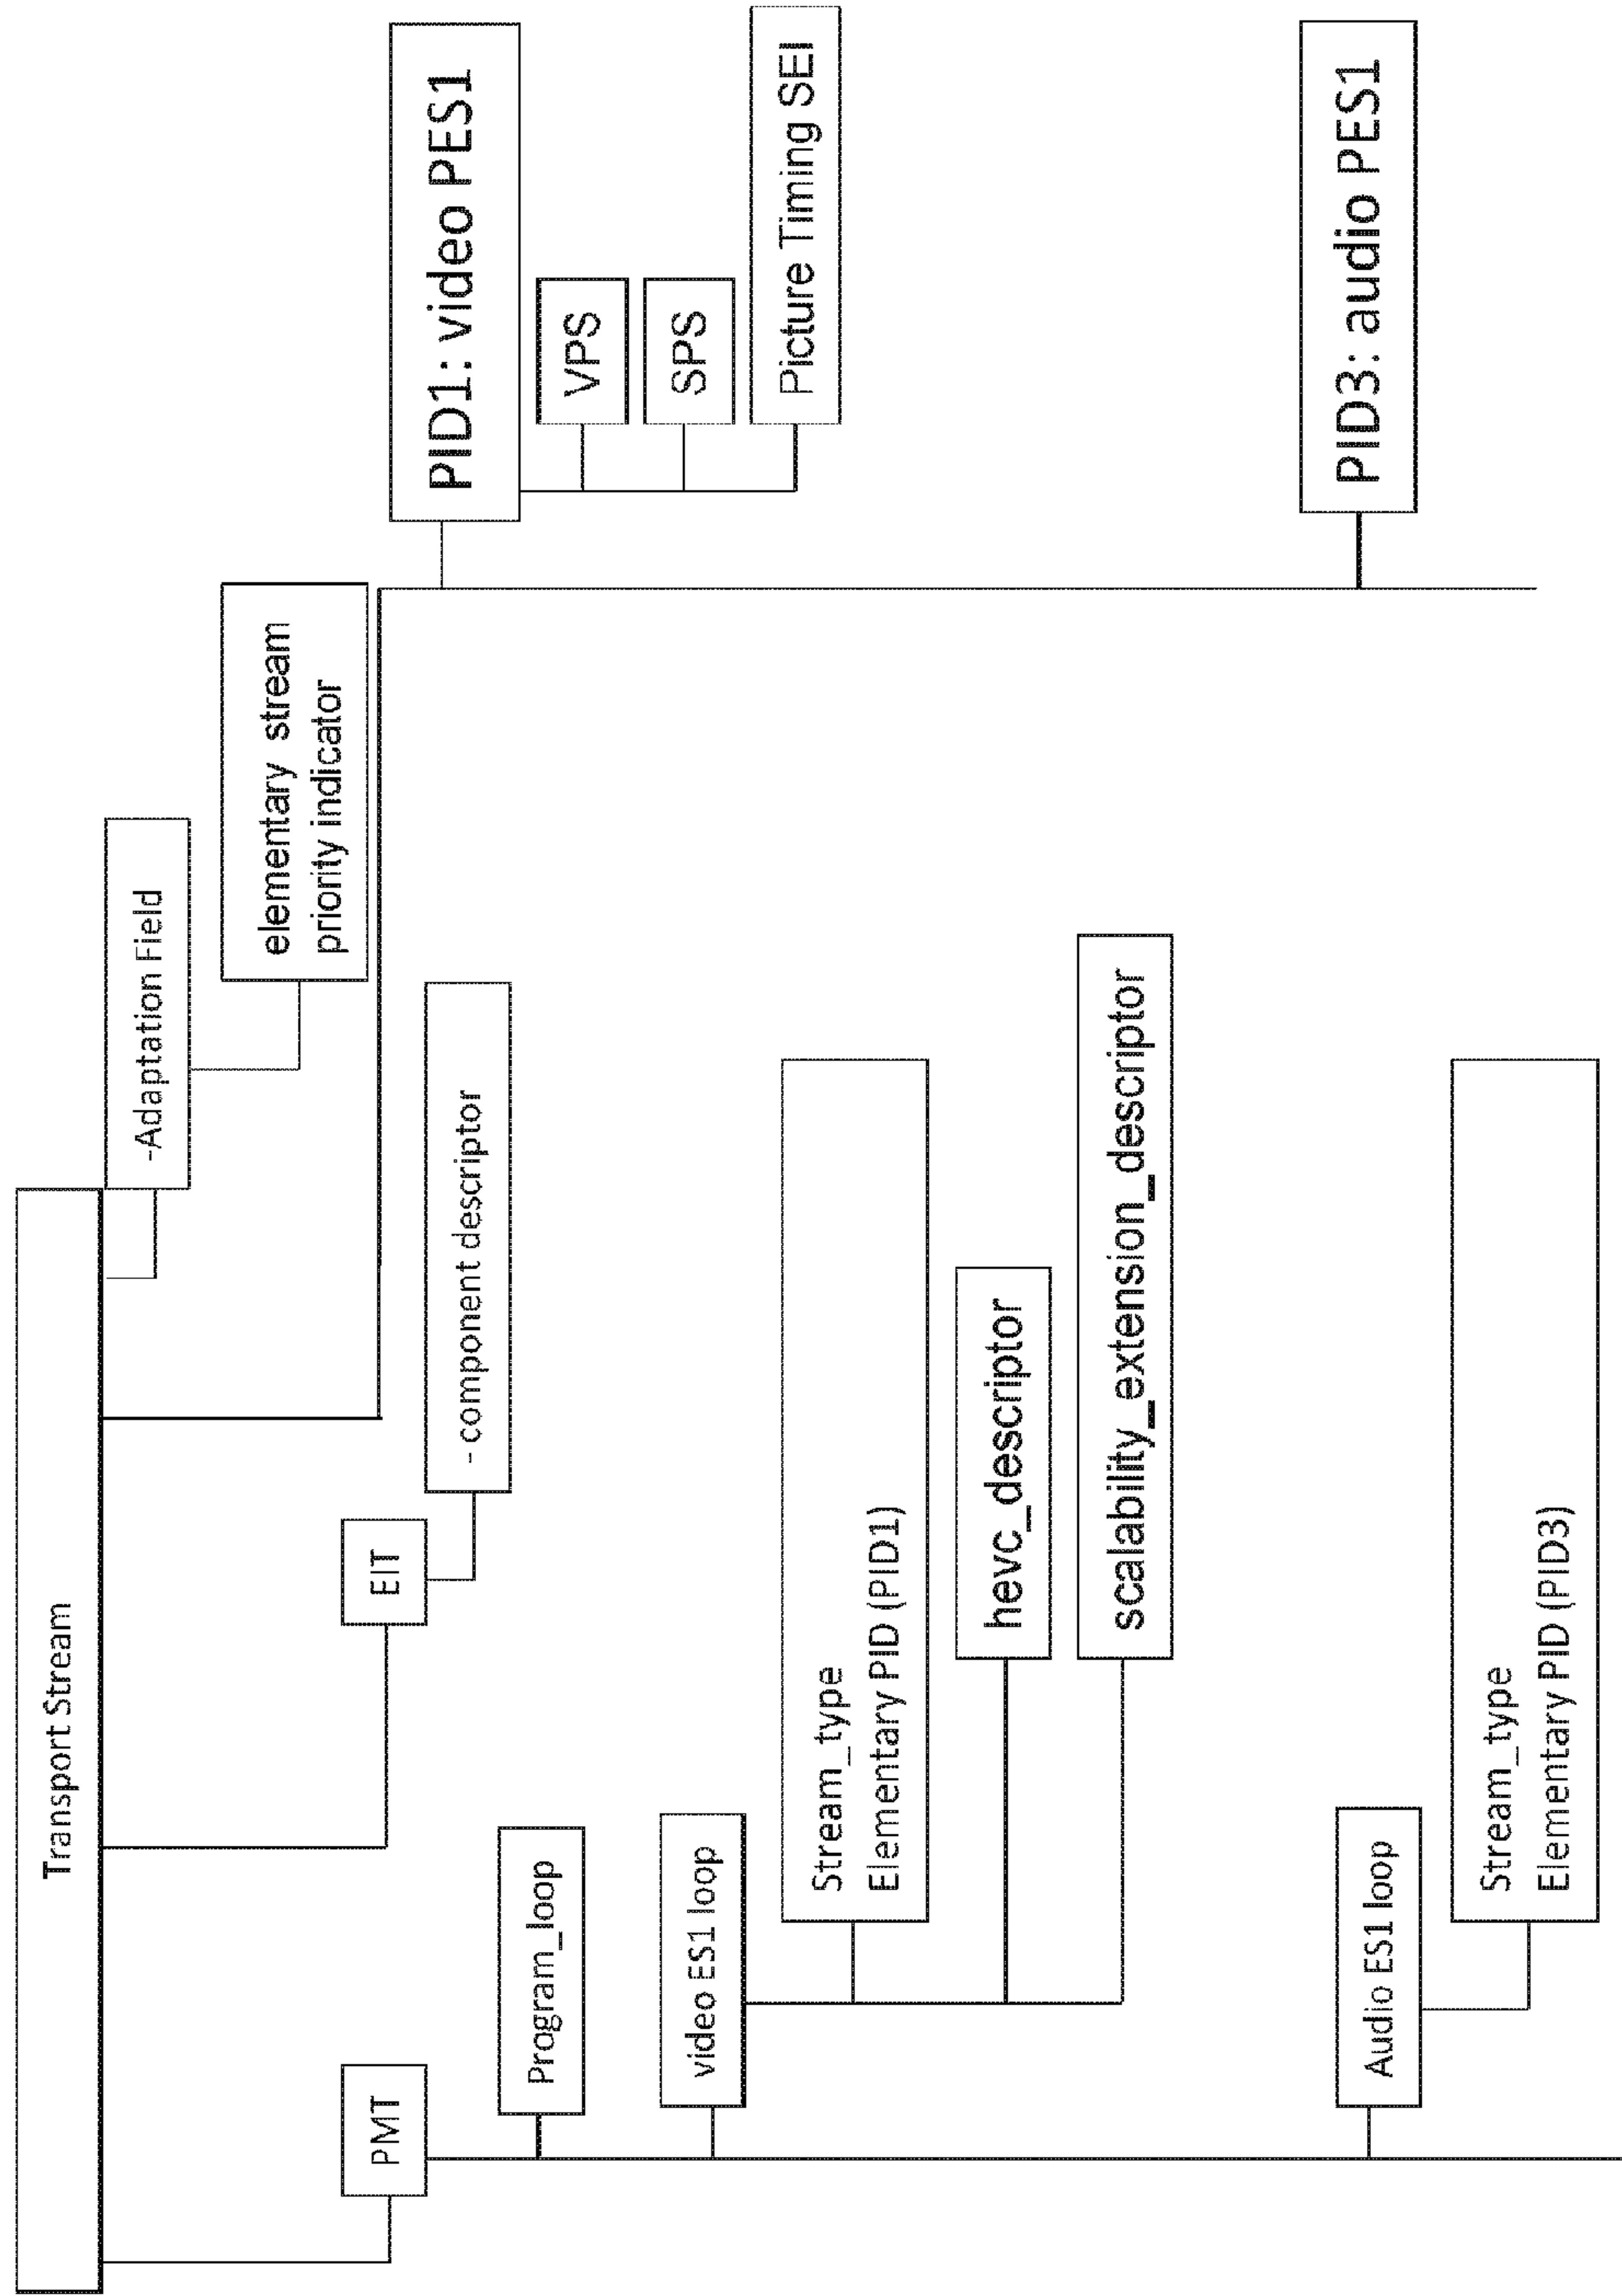 Transport Stream
-Adaptation Field
elementary stream
priority indicator
PMT
EIT
- component descriptor
Program_loop
video ES1 loop
Stream_type
Elementary PID (PID1)
hevc_descriptor
scalability_extension_descriptor
Audio ES1 loop
Stream_type
Elementary PID (PID3)
PID1: video PES1
VPS
SPS
Picture Timing SEI
PID3: audio PES1